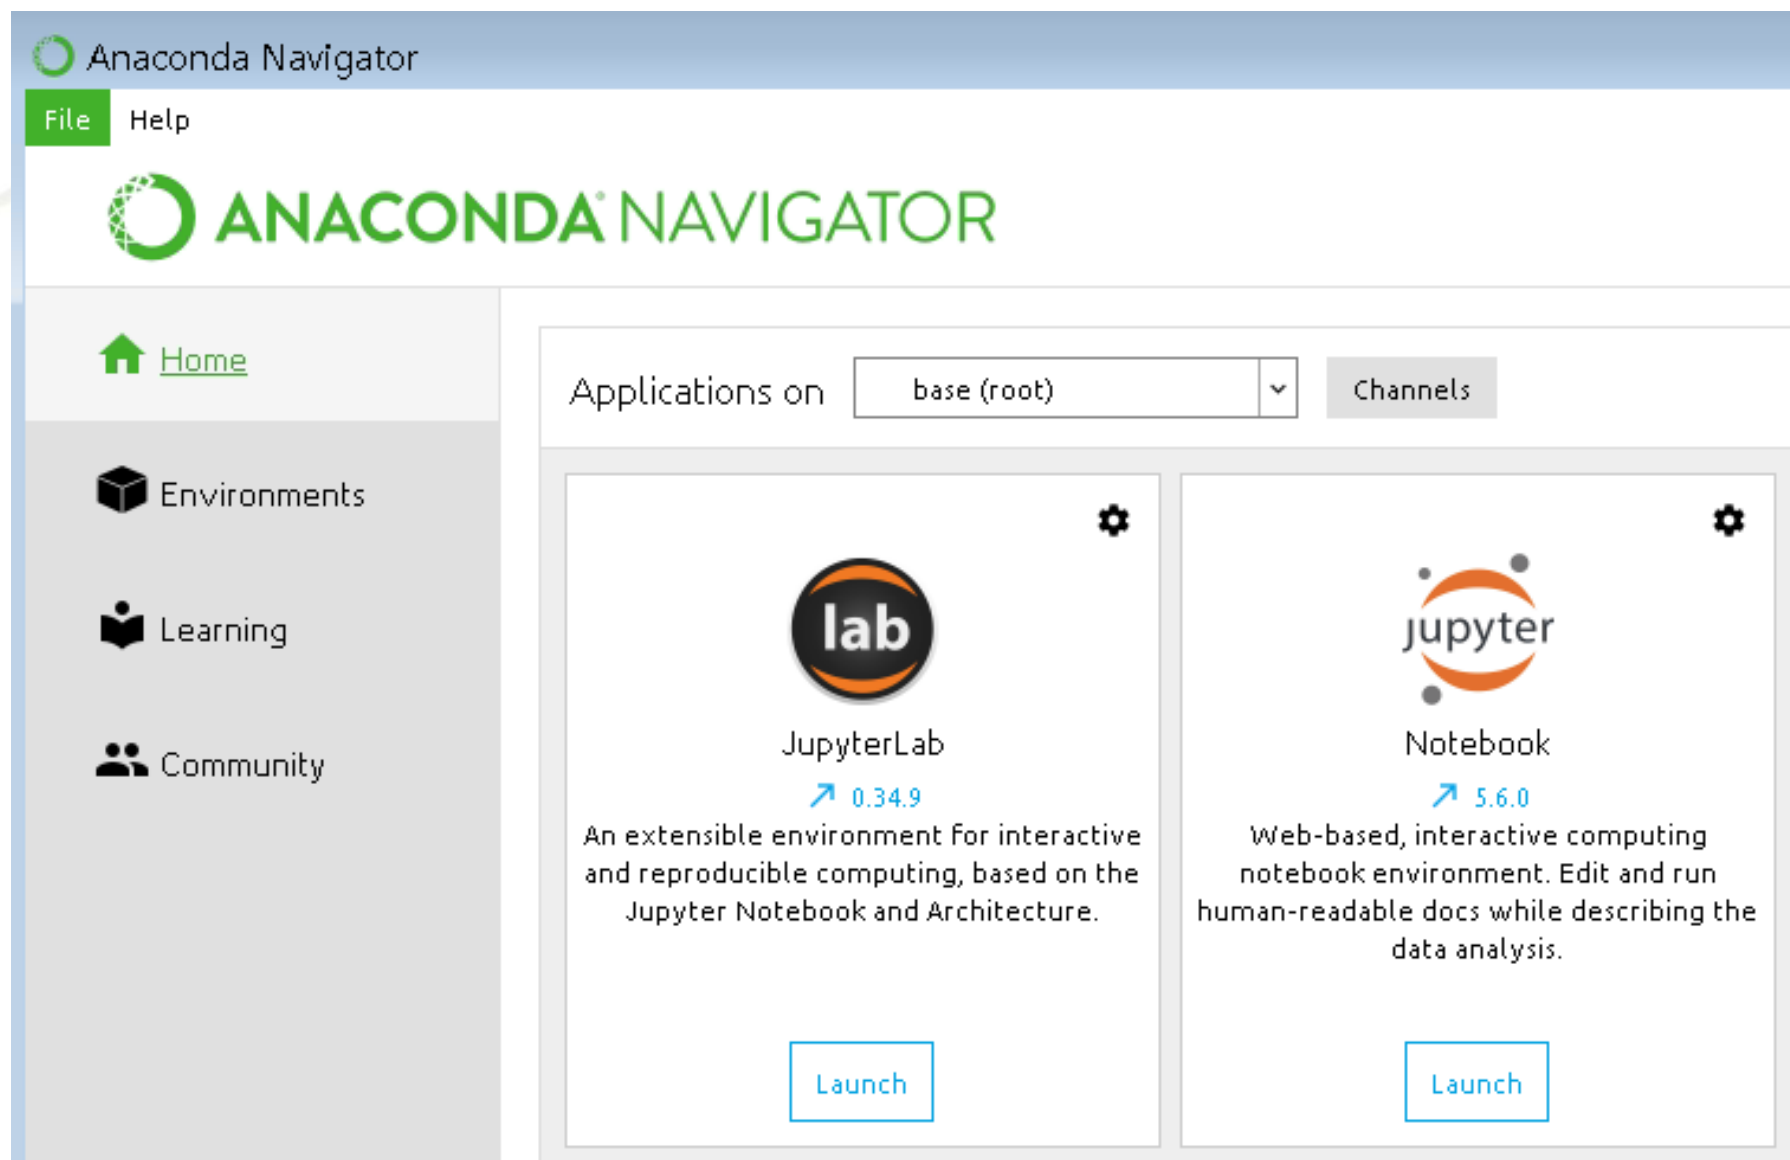 Anaconda Navigator
File Help
ANACONDA NAVIGATOR
Home
Environments
Learning
Community
Applications on base (root) Channels
lab
JupyterLab
0.34.9
An extensible environment for interactive
and reproducible computing, based on the
Jupyter Notebook and Architecture.
Launch
jupyter
Notebook
5.6.0
Web-based, interactive computing
notebook environment. Edit and run
human-readable docs while describing the
data analysis.
Launch